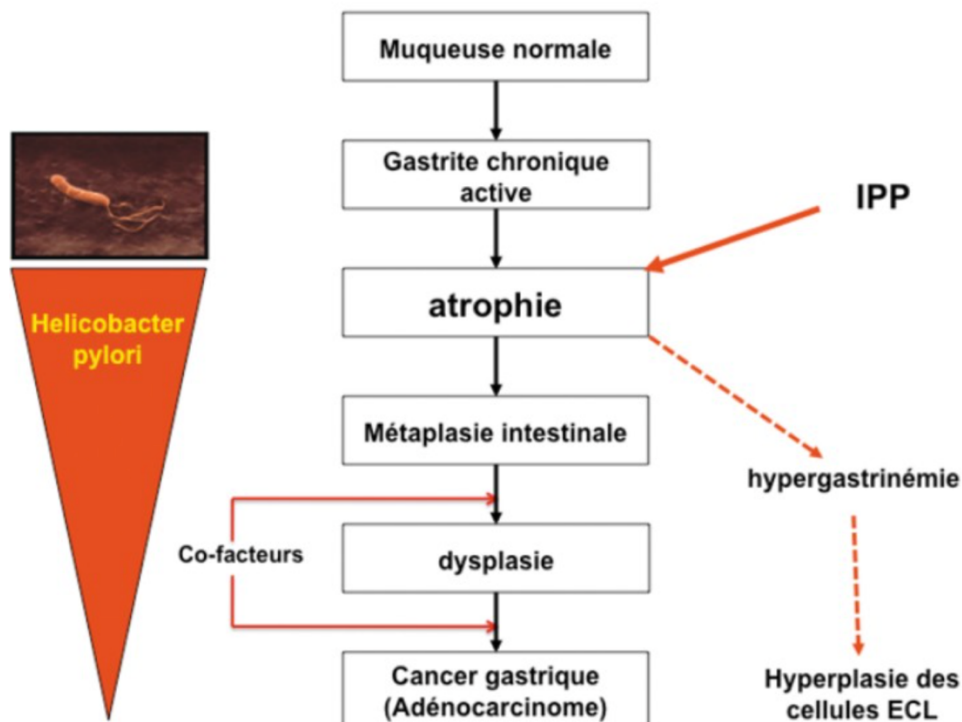 Muqueuse normale
Gastrite chronique
active
IPP
atrophie
Helicobacter
pylori
Métaplasie intestinale
hypergastrinémie
Co-facteurs
dysplasie
Cancer gastrique
(Adénocarcinome)
Hyperplasie des
cellules ECL